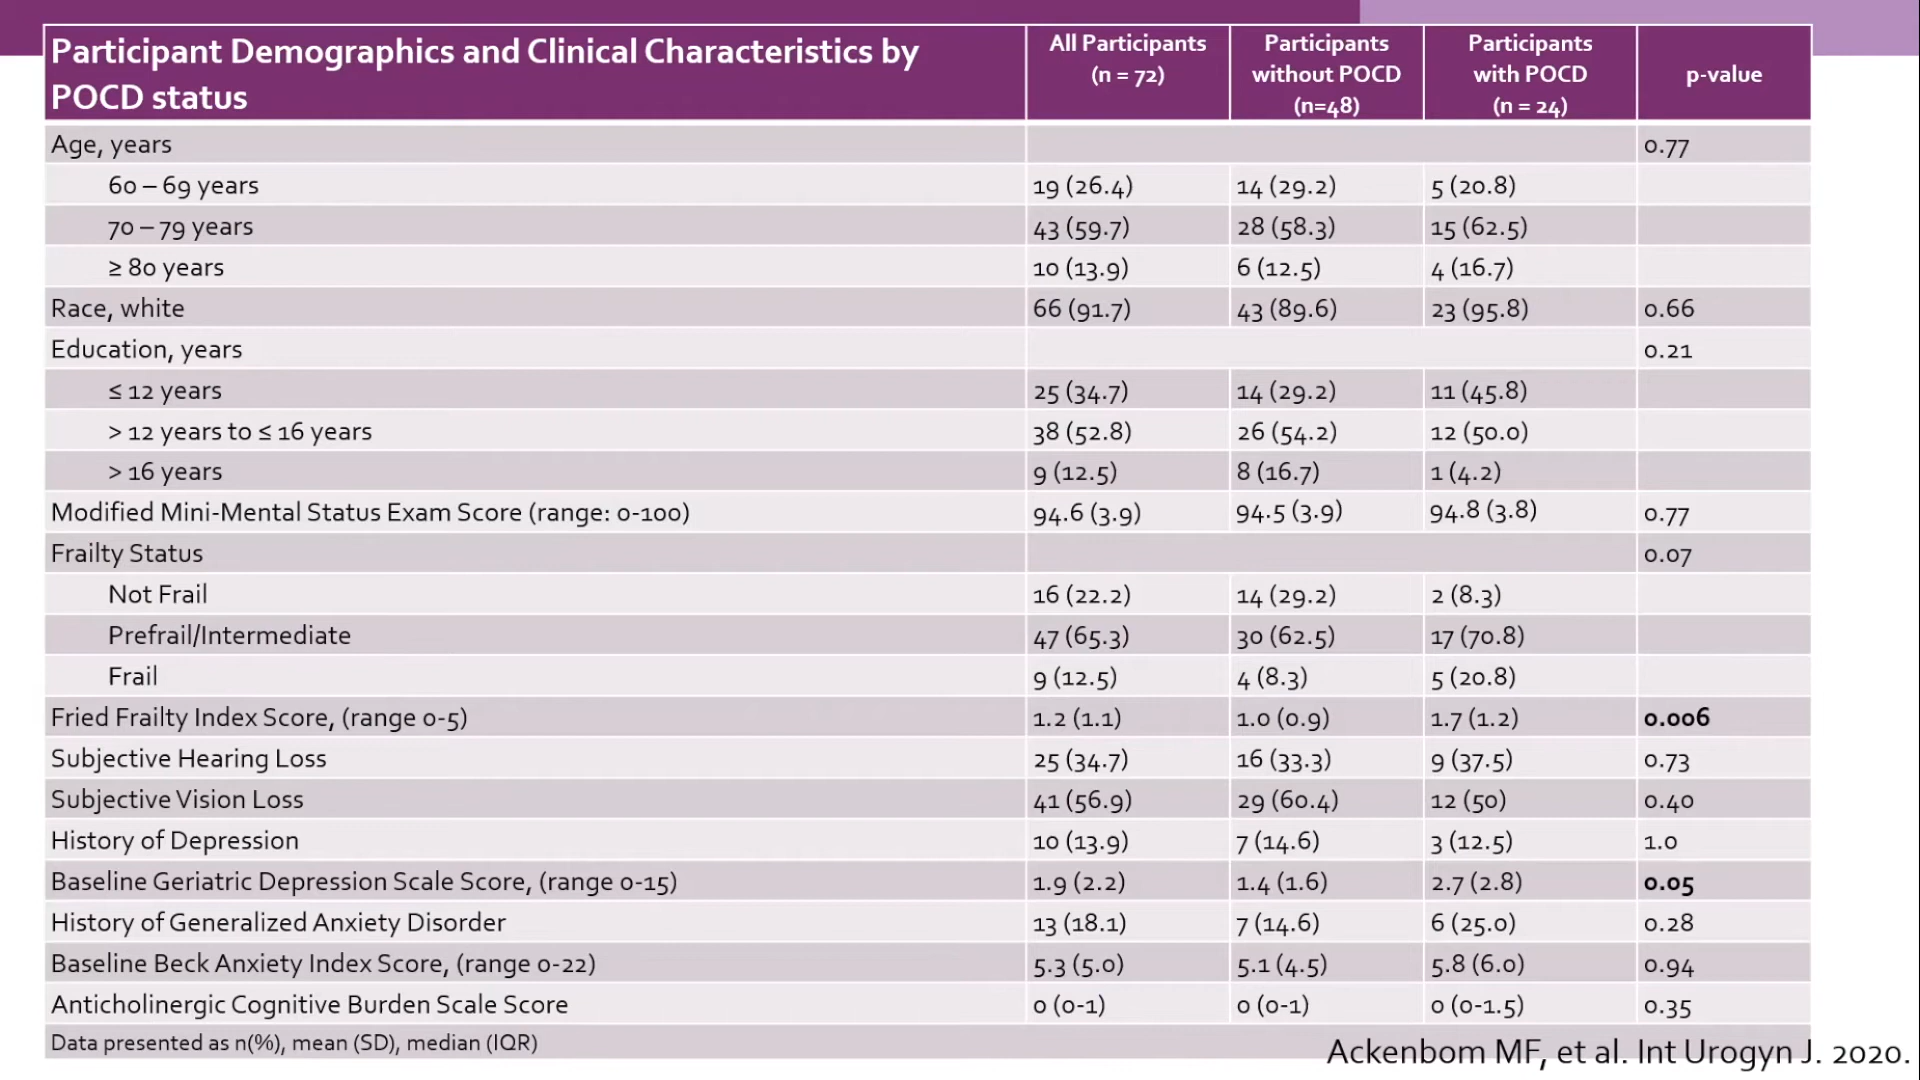 Participant Demographics and Clinical Characteristics by POCD status | All Participants (n = 72) | Participants without POCD (n=48) | Participants with POCD (n = 24) | p-value
Age, years 0.77
60 – 69 years 19 (26.4) 14 (29.2) 5 (20.8)
70 – 79 years 43 (59.7) 28 (58.3) 15 (62.5)
≥ 80 years 10 (13.9) 6 (12.5) 4 (16.7)
Race, white 66 (91.7) 43 (89.6) 23 (95.8) 0.66
Education, years 0.21
≤ 12 years 25 (34.7) 14 (29.2) 11 (45.8)
> 12 years to ≤ 16 years 38 (52.8) 26 (54.2) 12 (50.0)
> 16 years 9 (12.5) 8 (16.7) 1 (4.2)
Modified Mini-Mental Status Exam Score (range: 0-100) 94.6 (3.9) 94.5 (3.9) 94.8 (3.8) 0.77
Frailty Status 0.07
Not Frail 16 (22.2) 14 (29.2) 2 (8.3)
Prefrail/Intermediate 47 (65.3) 30 (62.5) 17 (70.8)
Frail 9 (12.5) 4 (8.3) 5 (20.8)
Fried Frailty Index Score, (range 0-5) 1.2 (1.1) 1.0 (0.9) 1.7 (1.2) 0.006
Subjective Hearing Loss 25 (34.7) 16 (33.3) 9 (37.5) 0.73
Subjective Vision Loss 41 (56.9) 29 (60.4) 12 (50) 0.40
History of Depression 10 (13.9) 7 (14.6) 3 (12.5) 1.0
Baseline Geriatric Depression Scale Score, (range 0-15) 1.9 (2.2) 1.4 (1.6) 2.7 (2.8) 0.05
History of Generalized Anxiety Disorder 13 (18.1) 7 (14.6) 6 (25.0) 0.28
Baseline Beck Anxiety Index Score, (range 0-22) 5.3 (5.0) 5.1 (4.5) 5.8 (6.0) 0.94
Anticholinergic Cognitive Burden Scale Score 0 (0-1) 0 (0-1) 0 (0-1.5) 0.35
Data presented as n(%), mean (SD), median (IQR)
Ackenbom MF, et al. Int Urogyn J. 2020.